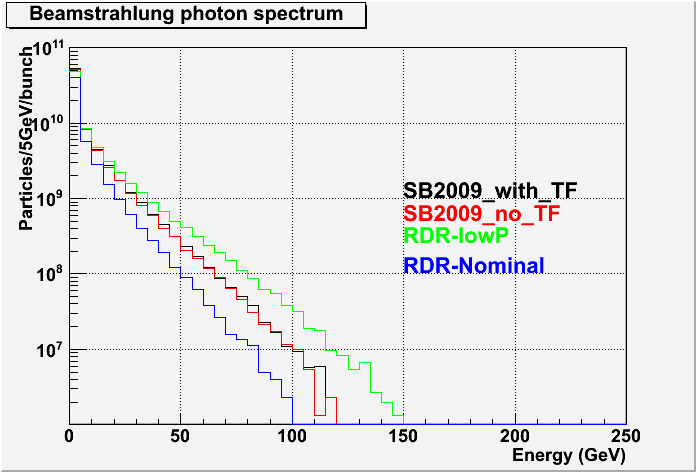 Beamstrahlung photon spectrum
Particles/5GeV/bunch
10^11
10^10
10^9
10^8
10^7
SB2009_with_TF
SB2009_no_TF
RDR-lowP
RDR-Nominal
0 50 100 150 200 250
Energy (GeV)